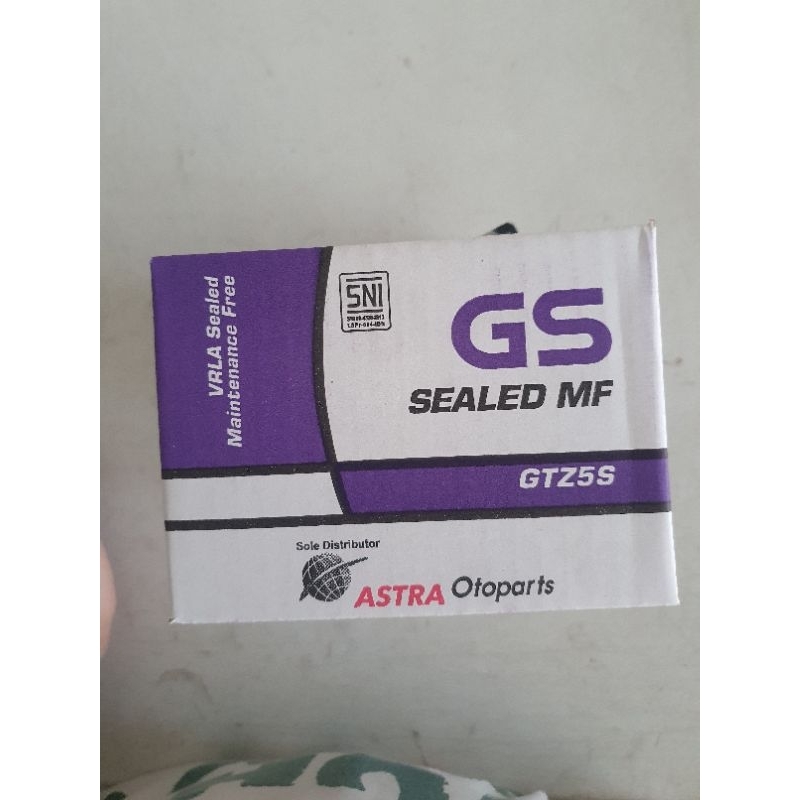 VRLA Sealed
Maintenance Free
SNI
GS
SEALED MF
GTZ5S
Sole Distributor
ASTRA Otoparts